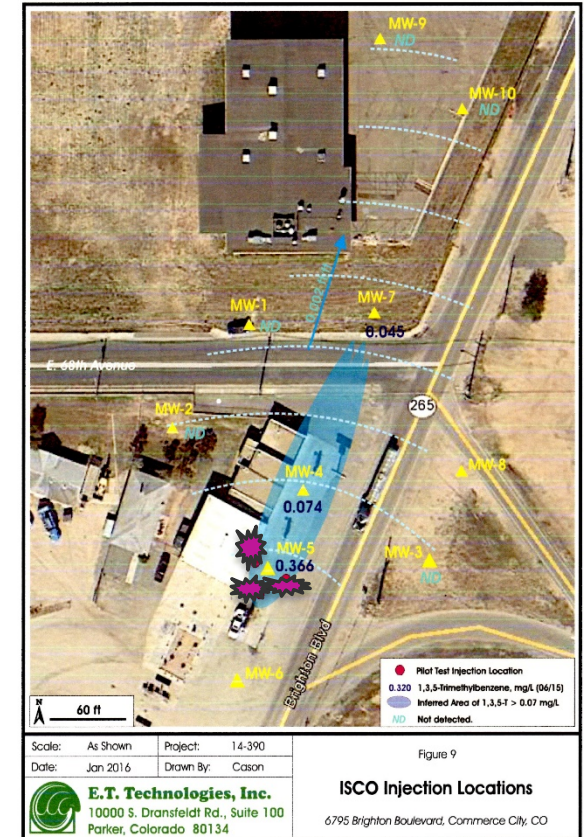 MW-9
ND
MW-10
ND
MW-1
ND
MW-7
0.045
E. 68th Avenue
265
MW-2
ND
MW-8
MW-4
0.074
MW-5
0.366
MW-3
ND
MW-6
Brighton Blvd
N
60 ft
Pilot Test Injection Location
0.320 1,3,5-Trimethylbenzene, mg/L (06/15)
Inferred Area of 1,3,5-T > 0.07 mg/L
ND Not detected.
Scale: As Shown Project: 14-390
Date: Jan 2016 Drawn By: Cason
E.T. Technologies, Inc.
10000 S. Dransfeldt Rd., Suite 100
Parker, Colorado 80134
Figure 9
ISCO Injection Locations
6795 Brighton Boulevard, Commerce City, CO